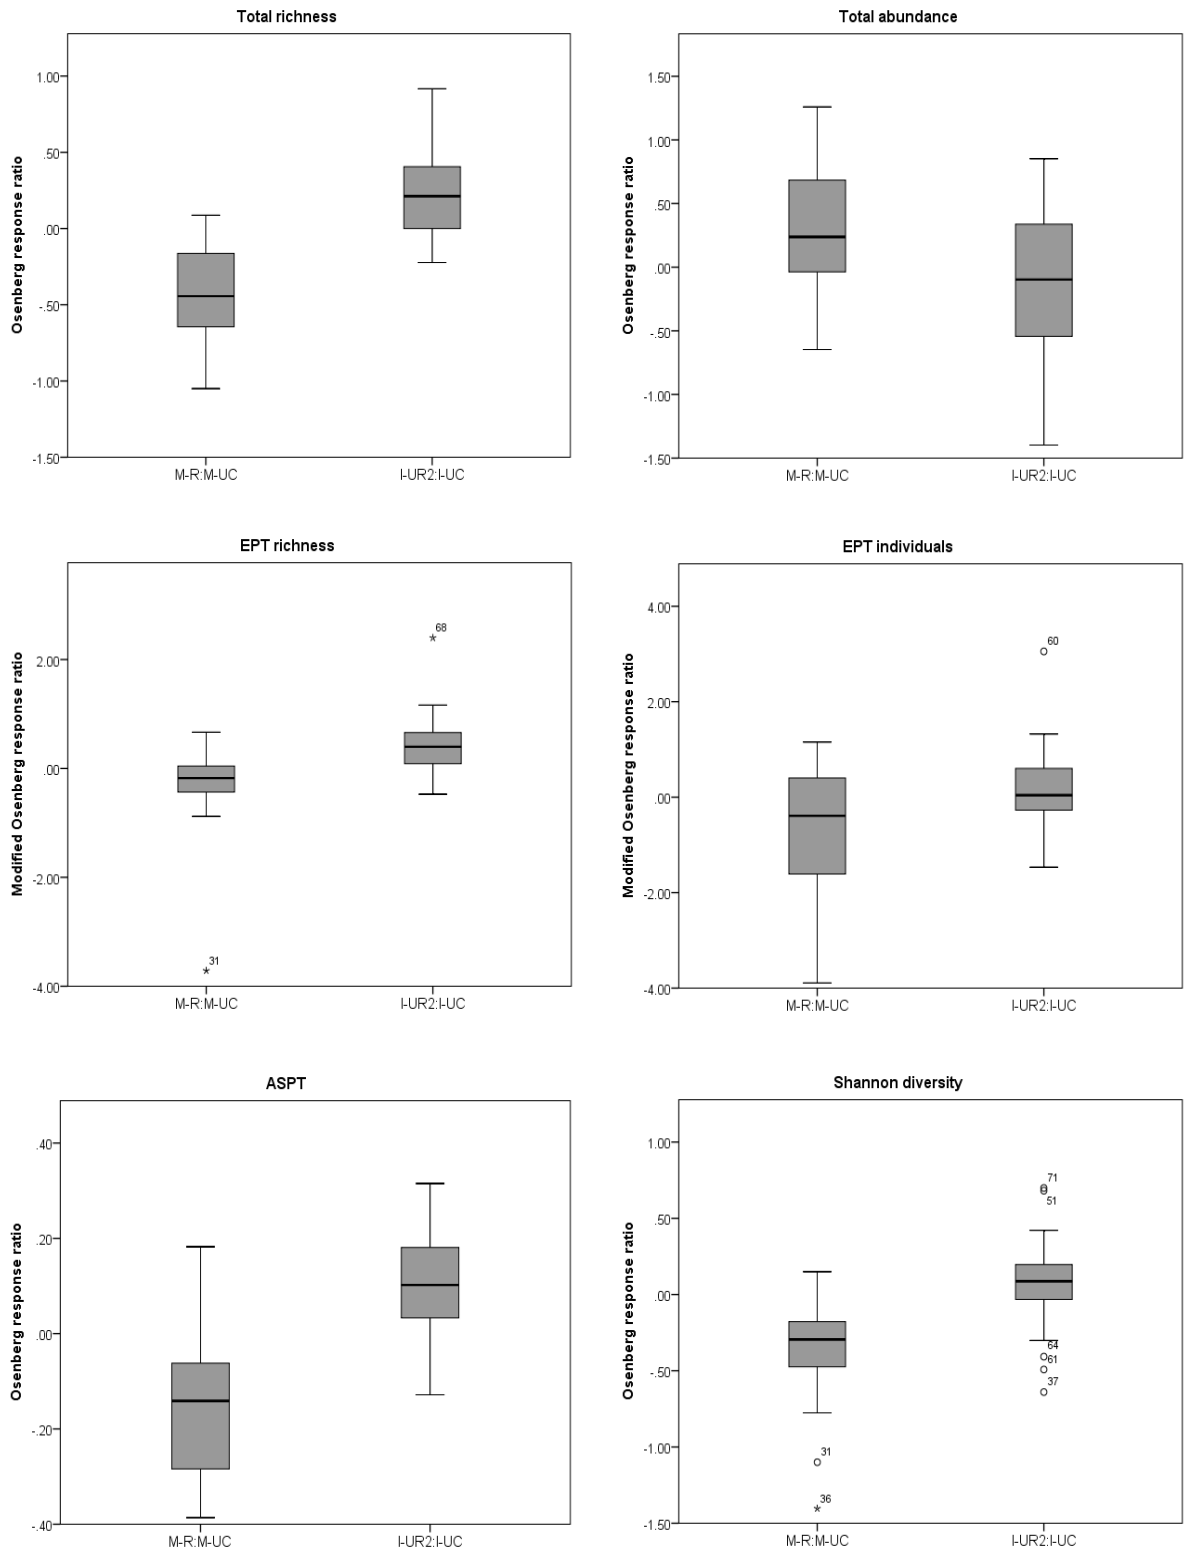 Total richness
Osenberg response ratio
1.00
.50
.00
-.50
-1.00
-1.50
M-R:M-UC I-UR2:I-UC
Total abundance
Osenberg response ratio
1.50
1.00
.50
.00
-.50
-1.00
-1.50
M-R:M-UC I-UR2:I-UC
EPT richness
Modified Osenberg response ratio
2.00
.00
-2.00
-4.00
68
31
M-R:M-UC I-UR2:I-UC
EPT individuals
Modified Osenberg response ratio
4.00
2.00
.00
-2.00
-4.00
60
M-R:M-UC I-UR2:I-UC
ASPT
Osenberg response ratio
.40
.20
.00
-.20
-.40
M-R:M-UC I-UR2:I-UC
Shannon diversity
Osenberg response ratio
1.00
.50
.00
-.50
-1.00
-1.50
71
51
64
61
37
31
36
M-R:M-UC I-UR2:I-UC